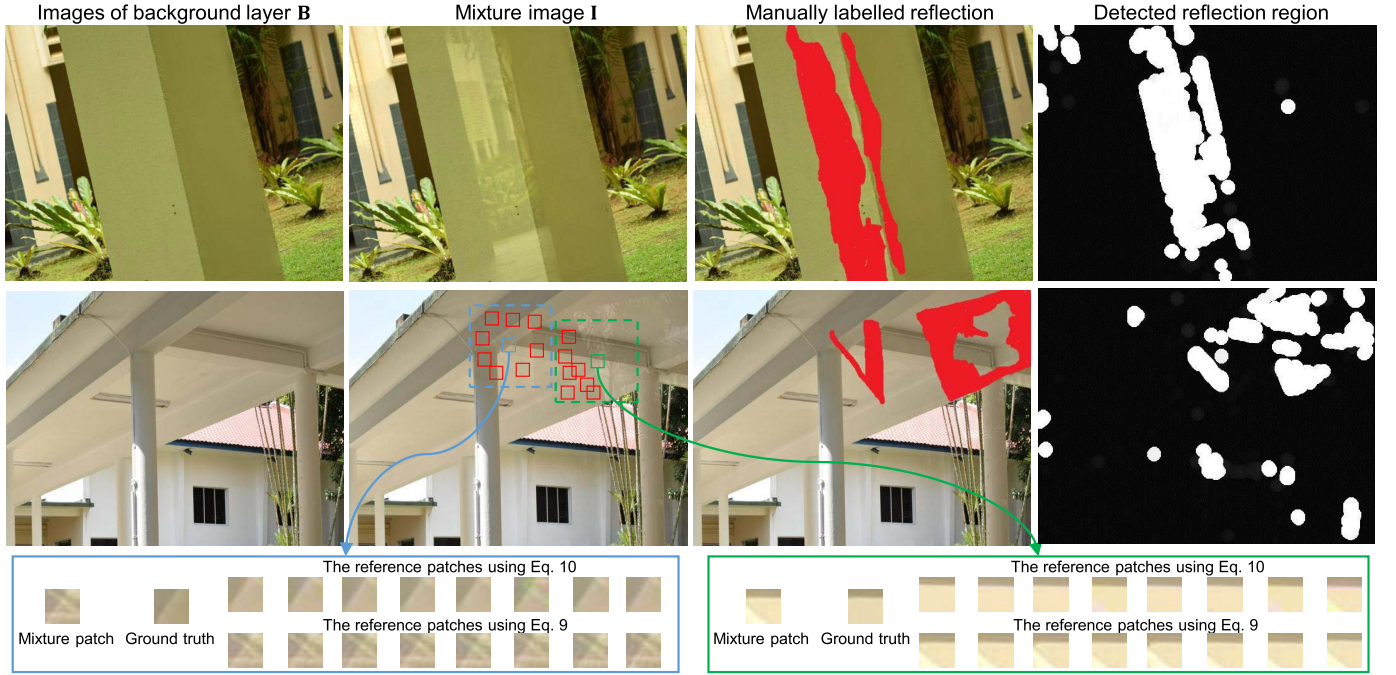 Images of background layer B
Mixture image I
Manually labelled reflection
Detected reflection region
The reference patches using Eq. 10
Mixture patch
Ground truth
The reference patches using Eq. 9
The reference patches using Eq. 10
Mixture patch
Ground truth
The reference patches using Eq. 9